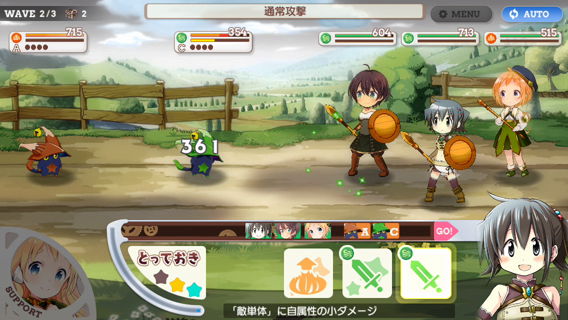 WAVE 2/3 2
通常攻撃
MENU
AUTO
715
A
354
C
604
713
515
361
A C GO!
とっておき
SUPPORT
「敵単体」に自属性の小ダメージ